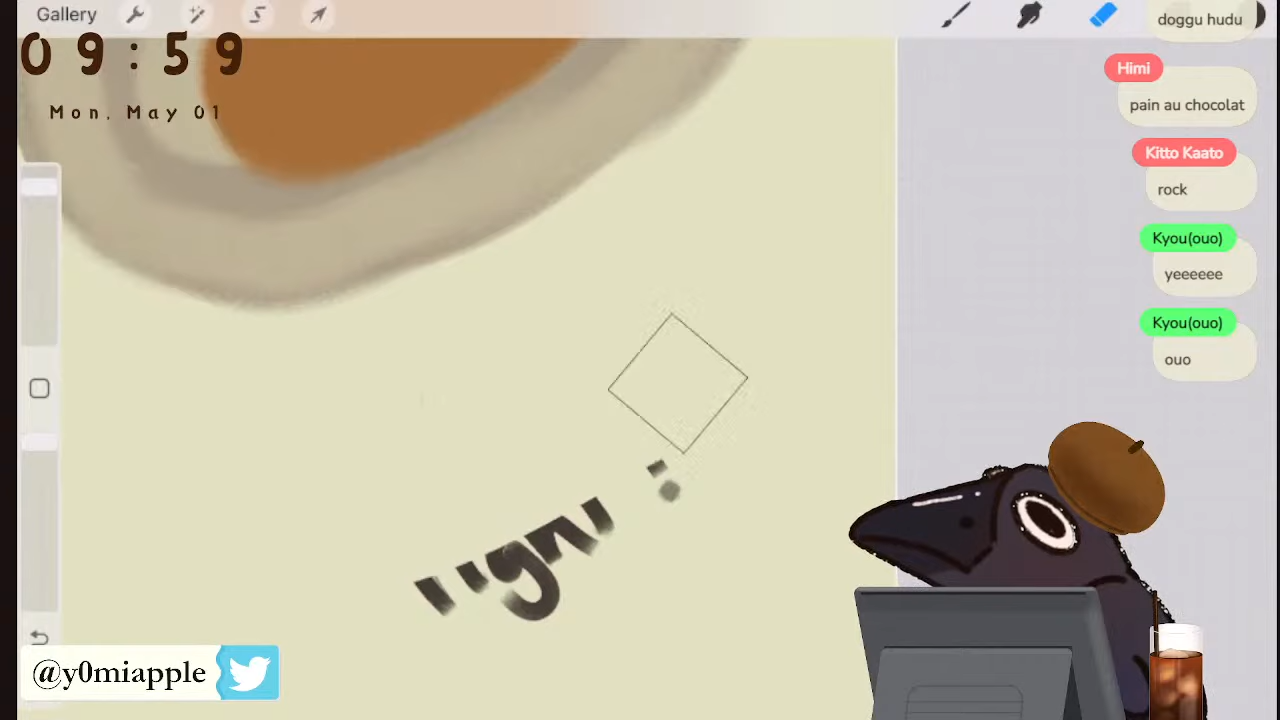 Gallery
09:59
Mon. May 01
doggu hudu
Himi
pain au chocolat
Kitto Kaato
rock
Kyou(ouo)
yeeeeee
Kyou(ouo)
ouo
@y0miapple